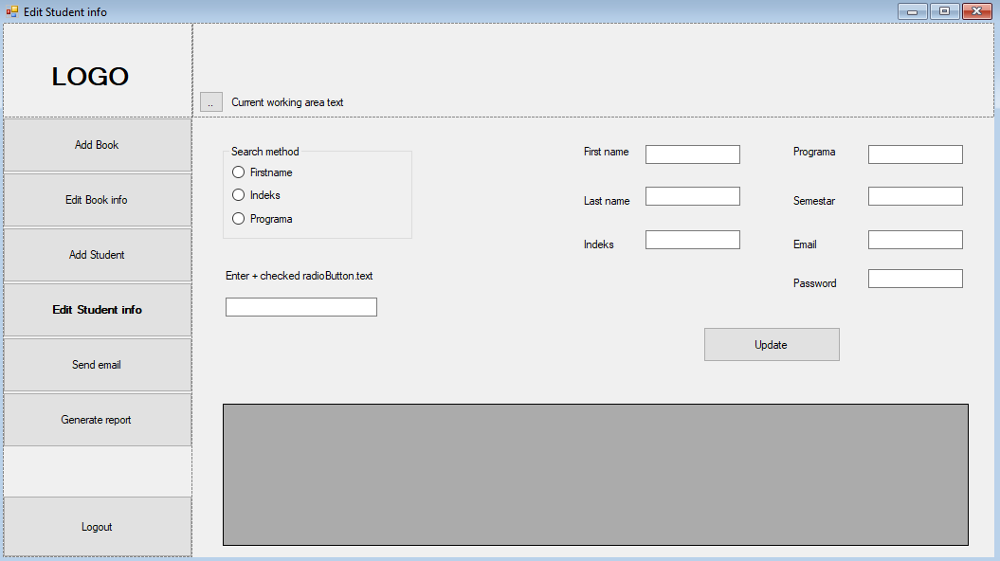 Edit Student info
LOGO
.. Current working area text
Add Book
Edit Book info
Add Student
Edit Student info
Send email
Generate report
Logout
Search method
Firstname
Indeks
Programa
Enter + checked radioButton.text
First name
Last name
Indeks
Programa
Semestar
Email
Password
Update